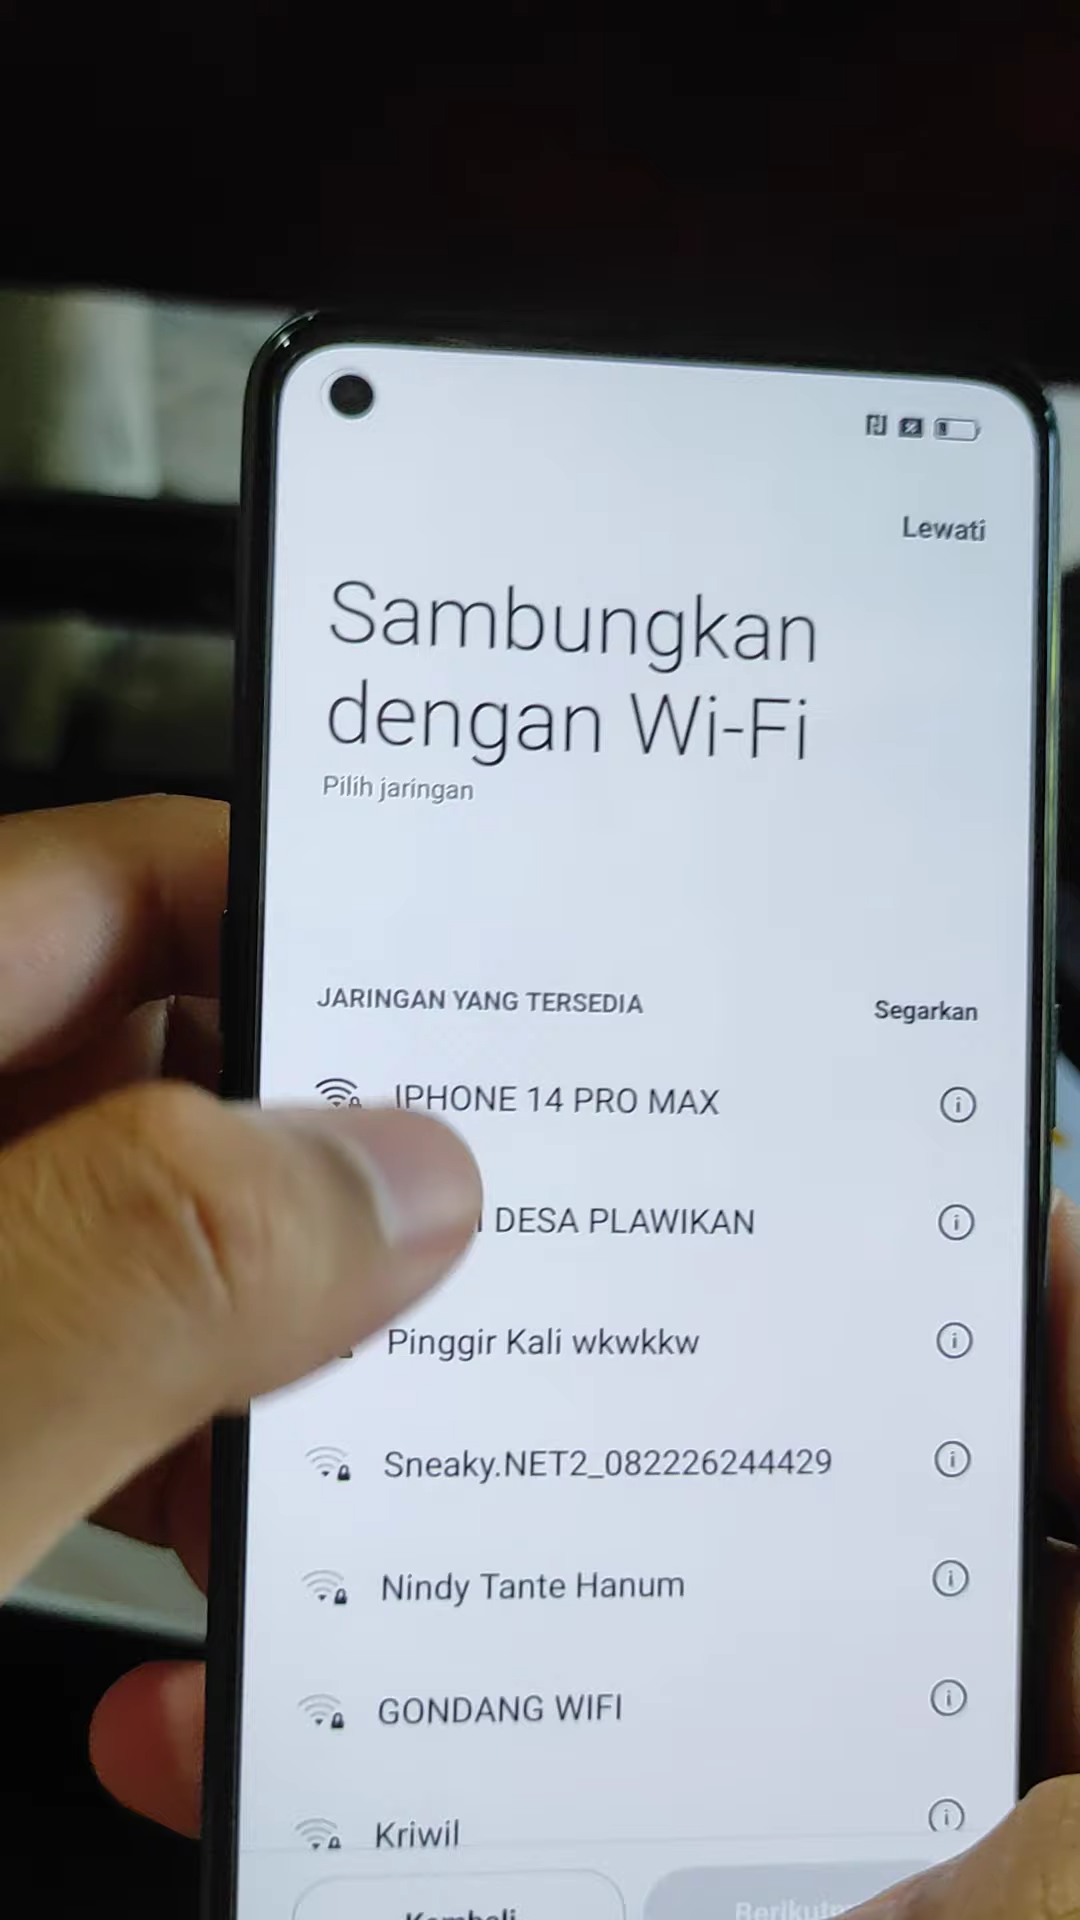 Lewati
Sambungkan
dengan Wi-Fi
Pilih jaringan
JARINGAN YANG TERSEDIA
Segarkan
IPHONE 14 PRO MAX
DESA PLAWIKAN
Pinggir Kali wkwkkw
Sneaky.NET2_082226244429
Nindy Tante Hanum
GONDANG WIFI
Kriwil